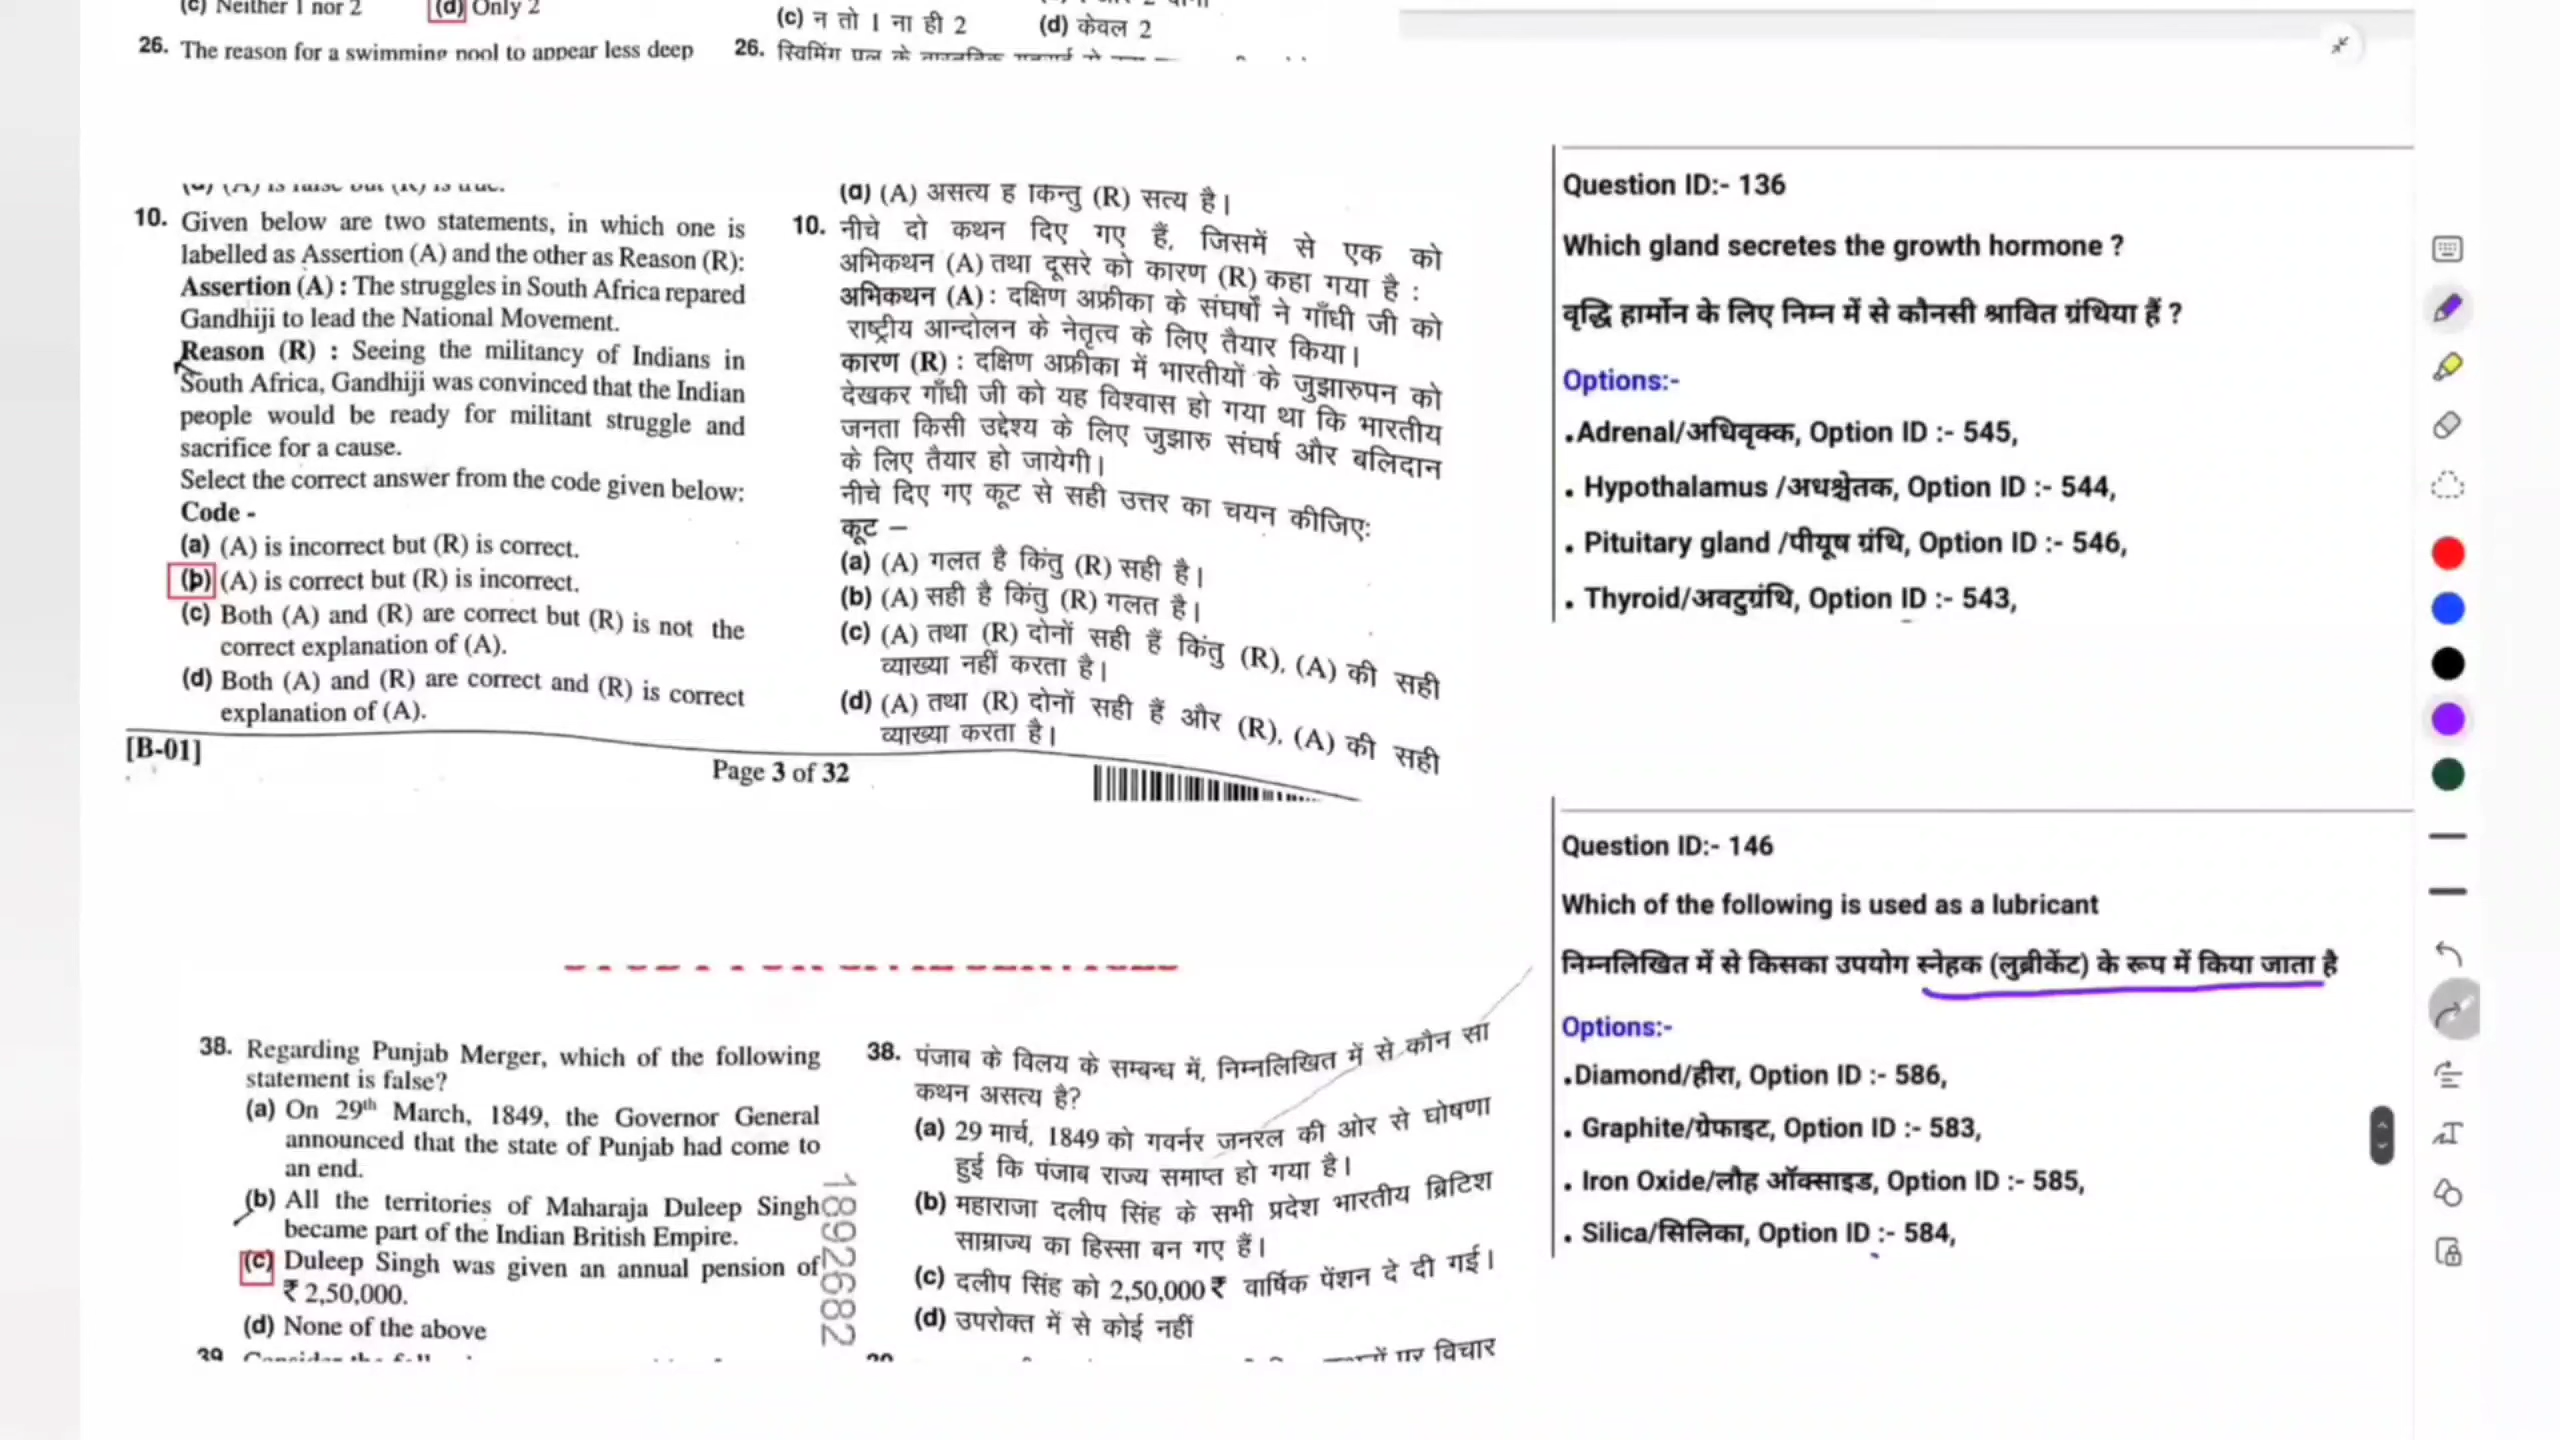 (c) Neither 1 nor 2
(d) Only 2
26. The reason for a swimming pool to appear less deep
(c) न तो 1 ना ही 2
(d) केवल 2
26. स्विमिंग पूल के
(A) is false but (R) is true.
10. Given below are two statements, in which one is
labelled as Assertion (A) and the other as Reason (R):
Assertion (A) : The struggles in South Africa repared
Gandhiji to lead the National Movement.
Reason (R) : Seeing the militancy of Indians in
South Africa, Gandhiji was convinced that the Indian
people would be ready for militant struggle and
sacrifice for a cause.
Select the correct answer from the code given below:
Code -
(a) (A) is incorrect but (R) is correct.
(b) (A) is correct but (R) is incorrect.
(c) Both (A) and (R) are correct but (R) is not the
correct explanation of (A).
(d) Both (A) and (R) are correct and (R) is correct
explanation of (A).
(d) (A) असत्य है किन्तु (R) सत्य है।
10. नीचे दो कथन दिए गए हैं, जिसमें से एक को
अभिकथन (A) तथा दूसरे को कारण (R) कहा गया है :
अभिकथन (A) : दक्षिण अफ्रीका के संघर्षों ने गाँधी जी को
राष्ट्रीय आन्दोलन के नेतृत्व के लिए तैयार किया।
कारण (R) : दक्षिण अफ्रीका में भारतीयों के जुझारुपन को
देखकर गाँधी जी को यह विश्वास हो गया था कि भारतीय
जनता किसी उद्देश्य के लिए जुझारु संघर्ष और बलिदान
के लिए तैयार हो जायेगी।
नीचे दिए गए कूट से सही उत्तर का चयन कीजिएः
कूट –
(a) (A) गलत है किंतु (R) सही है।
(b) (A) सही है किंतु (R) गलत है।
(c) (A) तथा (R) दोनों सही हैं किंतु (R), (A) की सही
व्याख्या नहीं करता है।
(d) (A) तथा (R) दोनों सही हैं और (R), (A) की सही
व्याख्या करता है।
[B-01]
Page 3 of 32
38. Regarding Punjab Merger, which of the following
statement is false?
(a) On 29th March, 1849, the Governor General
announced that the state of Punjab had come to
an end.
(b) All the territories of Maharaja Duleep Singh
became part of the Indian British Empire.
(c) Duleep Singh was given an annual pension of
₹ 2,50,000.
(d) None of the above
39
1892682
38. पंजाब के विलय के सम्बन्ध में, निम्नलिखित में से कौन सा
कथन असत्य है?
(a) 29 मार्च, 1849 को गवर्नर जनरल की ओर से घोषणा
हुई कि पंजाब राज्य समाप्त हो गया है।
(b) महाराजा दलीप सिंह के सभी प्रदेश भारतीय ब्रिटिश
साम्राज्य का हिस्सा बन गए हैं।
(c) दलीप सिंह को 2,50,000₹ वार्षिक पेंशन दे दी गई।
(d) उपरोक्त में से कोई नहीं
पर विचार
Question ID:- 136
Which gland secretes the growth hormone ?
वृद्धि हार्मोन के लिए निम्न में से कौनसी श्रावित ग्रंथिया हैं ?
Options:-
.Adrenal/अधिवृक्क, Option ID :- 545,
. Hypothalamus /अधश्चेतक, Option ID :- 544,
. Pituitary gland /पीयूष ग्रंथि, Option ID :- 546,
. Thyroid/अवटुग्रंथि, Option ID :- 543,
Question ID:- 146
Which of the following is used as a lubricant
निम्नलिखित में से किसका उपयोग स्नेहक (लुब्रीकेंट) के रूप में किया जाता है
Options:-
.Diamond/हीरा, Option ID :- 586,
. Graphite/ग्रेफाइट, Option ID :- 583,
. Iron Oxide/लौह ऑक्साइड, Option ID :- 585,
. Silica/सिलिका, Option ID :- 584,